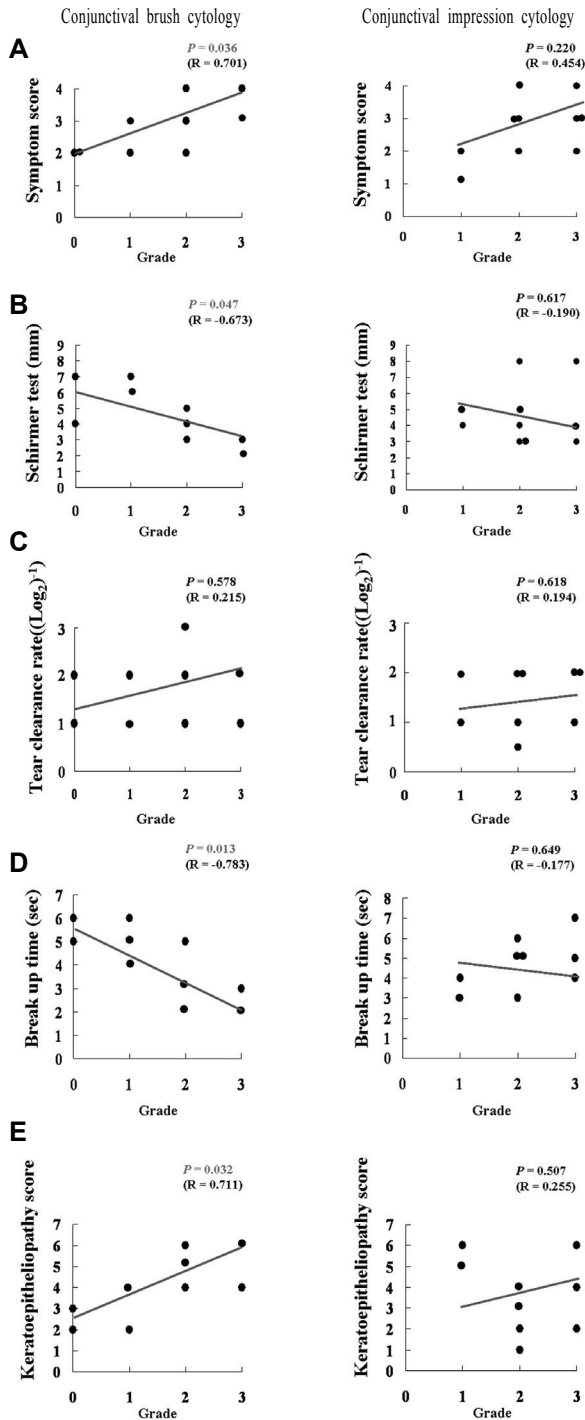 Conjunctival brush cytology
Conjunctival impression cytology
A
P = 0.036
(R = 0.701)
Symptom score
4
3
2
1
0
0 1 2 3
Grade
P = 0.220
(R = 0.454)
Symptom score
4
3
2
1
0
0 1 2 3
Grade
B
P = 0.047
(R = -0.673)
Schirmer test (mm)
9
8
7
6
5
4
3
2
1
0
0 1 2 3
Grade
P = 0.617
(R = -0.190)
Schirmer test (mm)
9
8
7
6
5
4
3
2
1
0
0 1 2 3
Grade
C
P = 0.578
(R = 0.215)
Tear clearance rate((Log2)-1)
3
2
1
0
0 1 2 3
Grade
P = 0.618
(R = 0.194)
Tear clearance rate((Log2)-1)
3
2
1
0
0 1 2 3
Grade
D
P = 0.013
(R = -0.783)
Break up time (sec)
7
6
5
4
3
2
1
0
0 1 2 3
Grade
P = 0.649
(R = -0.177)
Break up time (sec)
8
7
6
5
4
3
2
1
0
0 1 2 3
Grade
E
P = 0.032
(R = 0.711)
Keratoepitheliopathy score
7
6
5
4
3
2
1
0
0 1 2 3
Grade
P = 0.507
(R = 0.255)
Keratoepitheliopathy score
7
6
5
4
3
2
1
0
0 1 2 3
Grade